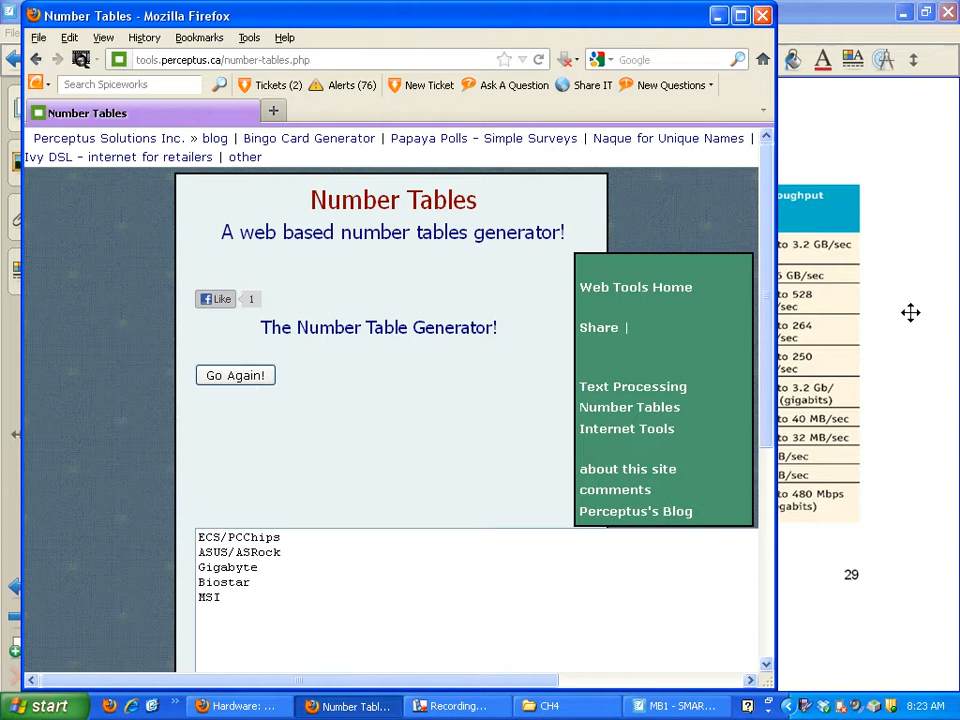 Number Tables - Mozilla Firefox
File Edit View History Bookmarks Tools Help
tools.perceptus.ca/number-tables.php
Google
Search Spiceworks
Tickets (2) Alerts (76) New Ticket Ask A Question Share IT New Questions
Number Tables
Perceptus Solutions Inc. » blog | Bingo Card Generator | Papaya Polls - Simple Surveys | Naque for Unique Names |
Ivy DSL - internet for retailers | other
Number Tables
A web based number tables generator!
Like 1
The Number Table Generator!
Go Again!
Web Tools Home
Share |
Text Processing
Number Tables
Internet Tools
about this site
comments
Perceptus's Blog
ECS/PCChips
ASUS/ASRock
Gigabyte
Biostar
MSI
to 3.2 GB/sec
GB/sec
to 528
to 264
to 250
to 3.2 Gb/
(gigabits)
to 40 MB/sec
to 32 MB/sec
B/sec
B/sec
to 480 Mbps
29
start
Hardware: ...
Number Tabl...
Recording...
CH4
MB1 - SMAR...
8:23 AM